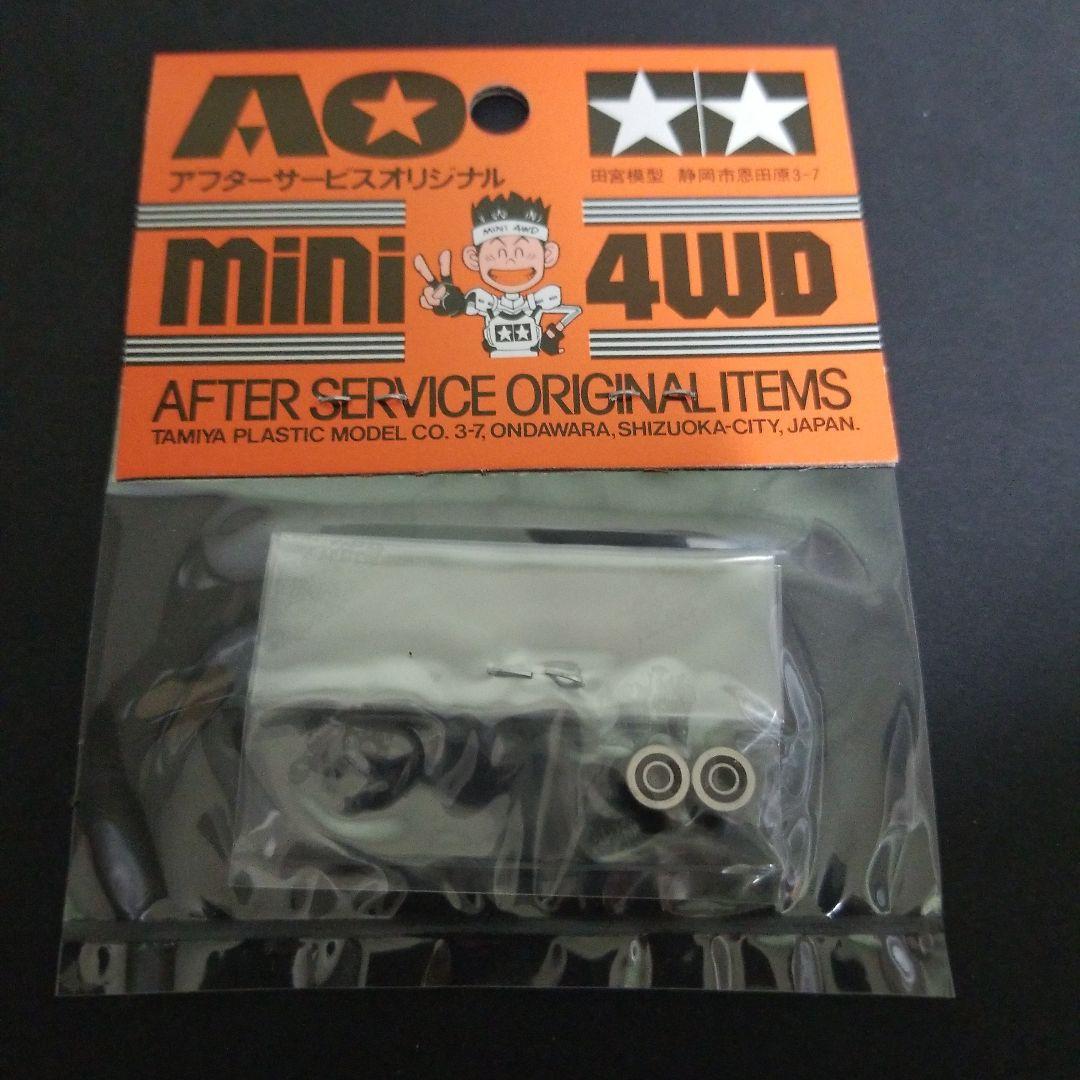 AO
アフターサービスオリジナル
田宮模型 静岡市恩田原3-7
MINI 4WD
mini 4WD
AFTER SERVICE ORIGINAL ITEMS
TAMIYA PLASTIC MODEL CO. 3-7, ONDAWARA, SHIZUOKA-CITY, JAPAN.